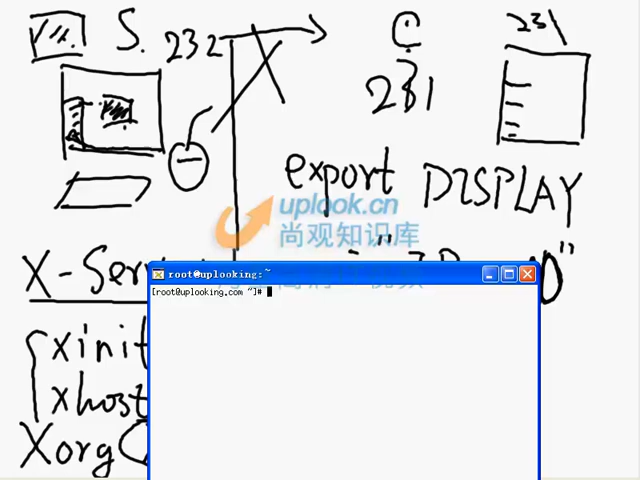 S. 232
C
231
231
export DISPLAY
uplook.cn
尚观知识库
X-Serv
root@uplooking:~
[root@uplooking.com ~]#
xinit
xhost
Xorg